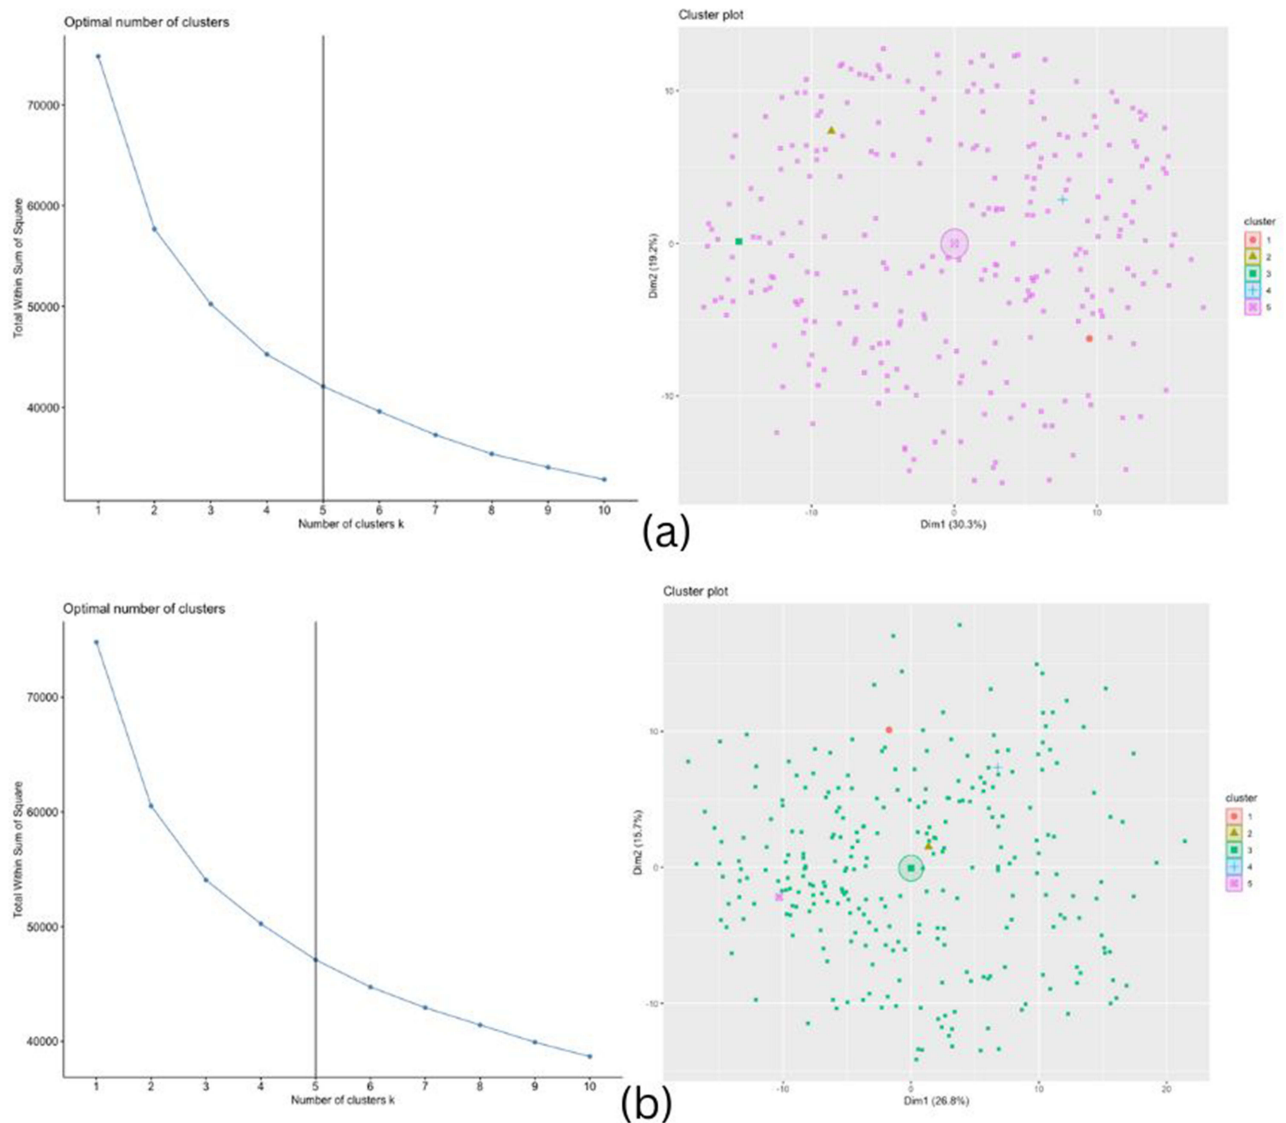 Optimal number of clusters
Total Within Sum of Square
70000
60000
50000
40000
1 2 3 4 5 6 7 8 9 10
Number of clusters k
Cluster plot
Dim2 (19.2%)
10
0
-10
-10 0 10
Dim1 (30.3%)
cluster
1
2
3
4
5
(a)
Optimal number of clusters
Total Within Sum of Square
70000
60000
50000
40000
1 2 3 4 5 6 7 8 9 10
Number of clusters k
Cluster plot
Dim2 (15.7%)
10
0
-10
-10 0 10 20
Dim1 (26.8%)
cluster
1
2
3
4
5
(b)